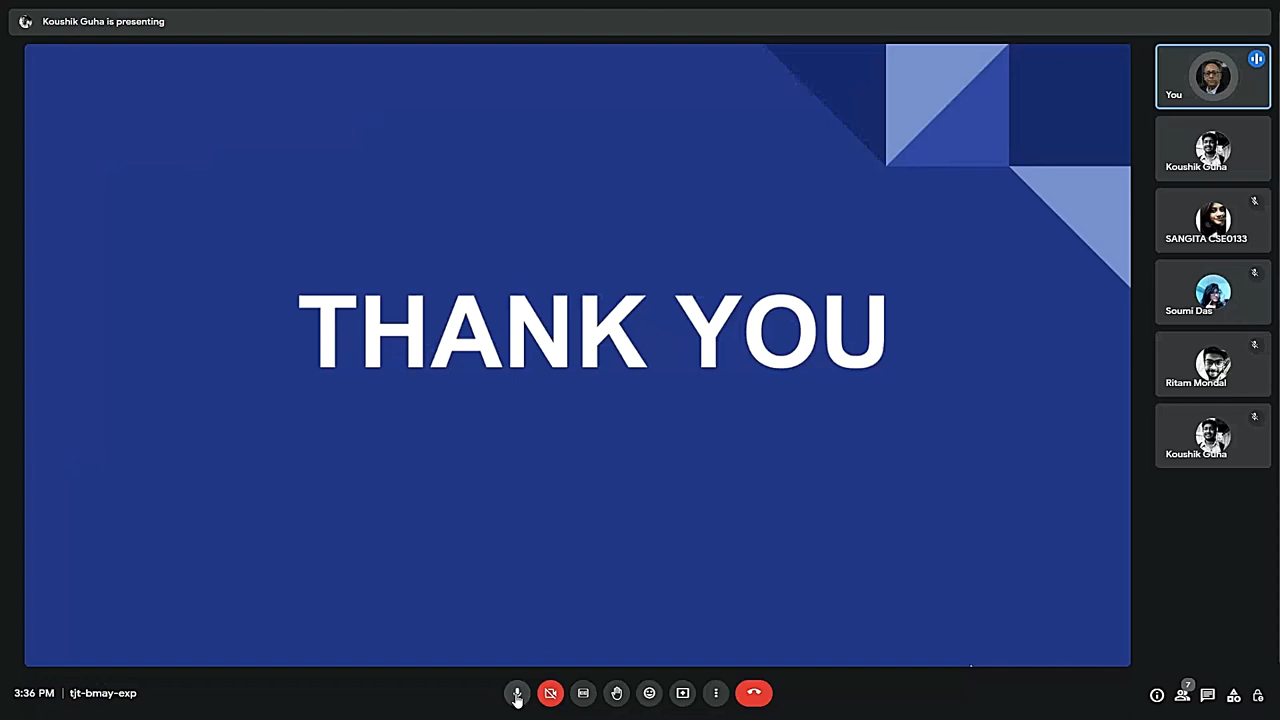 Koushik Guha is presenting
THANK YOU
You
Koushik Guha
SANGITA CSE0133
Soumi Das
Ritam Mondal
Koushik Guha
3:36 PM | tjt-bmay-exp
7